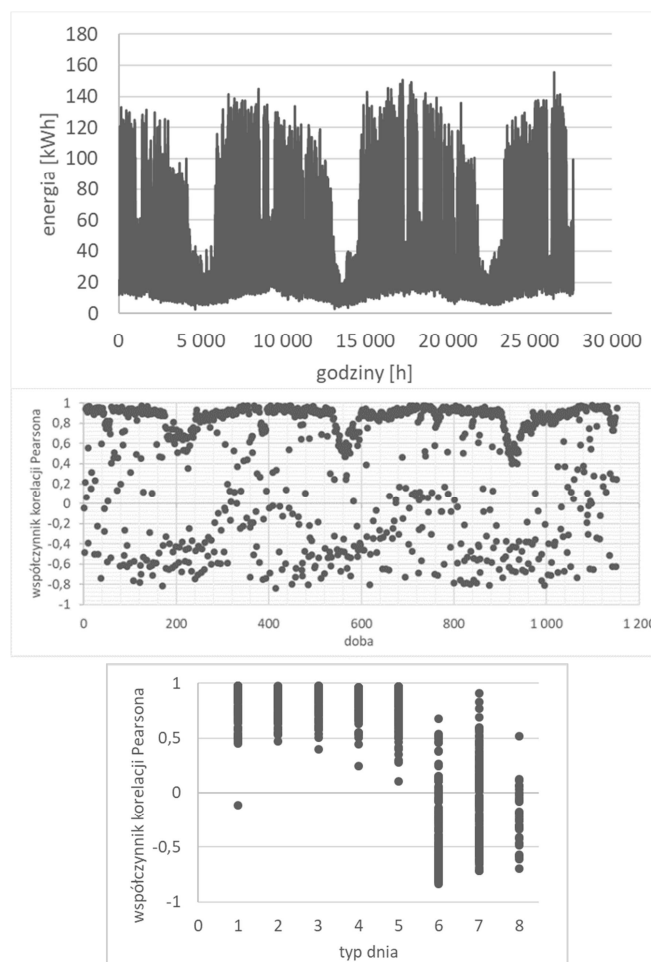 180
160
140
120
100
80
60
40
20
0
energia [kWh]
0 5 000 10 000 15 000 20 000 25 000 30 000
godziny [h]
1
0,8
0,6
0,4
0,2
0
-0,2
-0,4
-0,6
-0,8
-1
współczynnik korelacji Pearsona
0 200 400 600 800 1 000 1 200
doba
1
0,5
0
-0,5
-1
współczynnik korelacji Pearsona
0 1 2 3 4 5 6 7 8
typ dnia